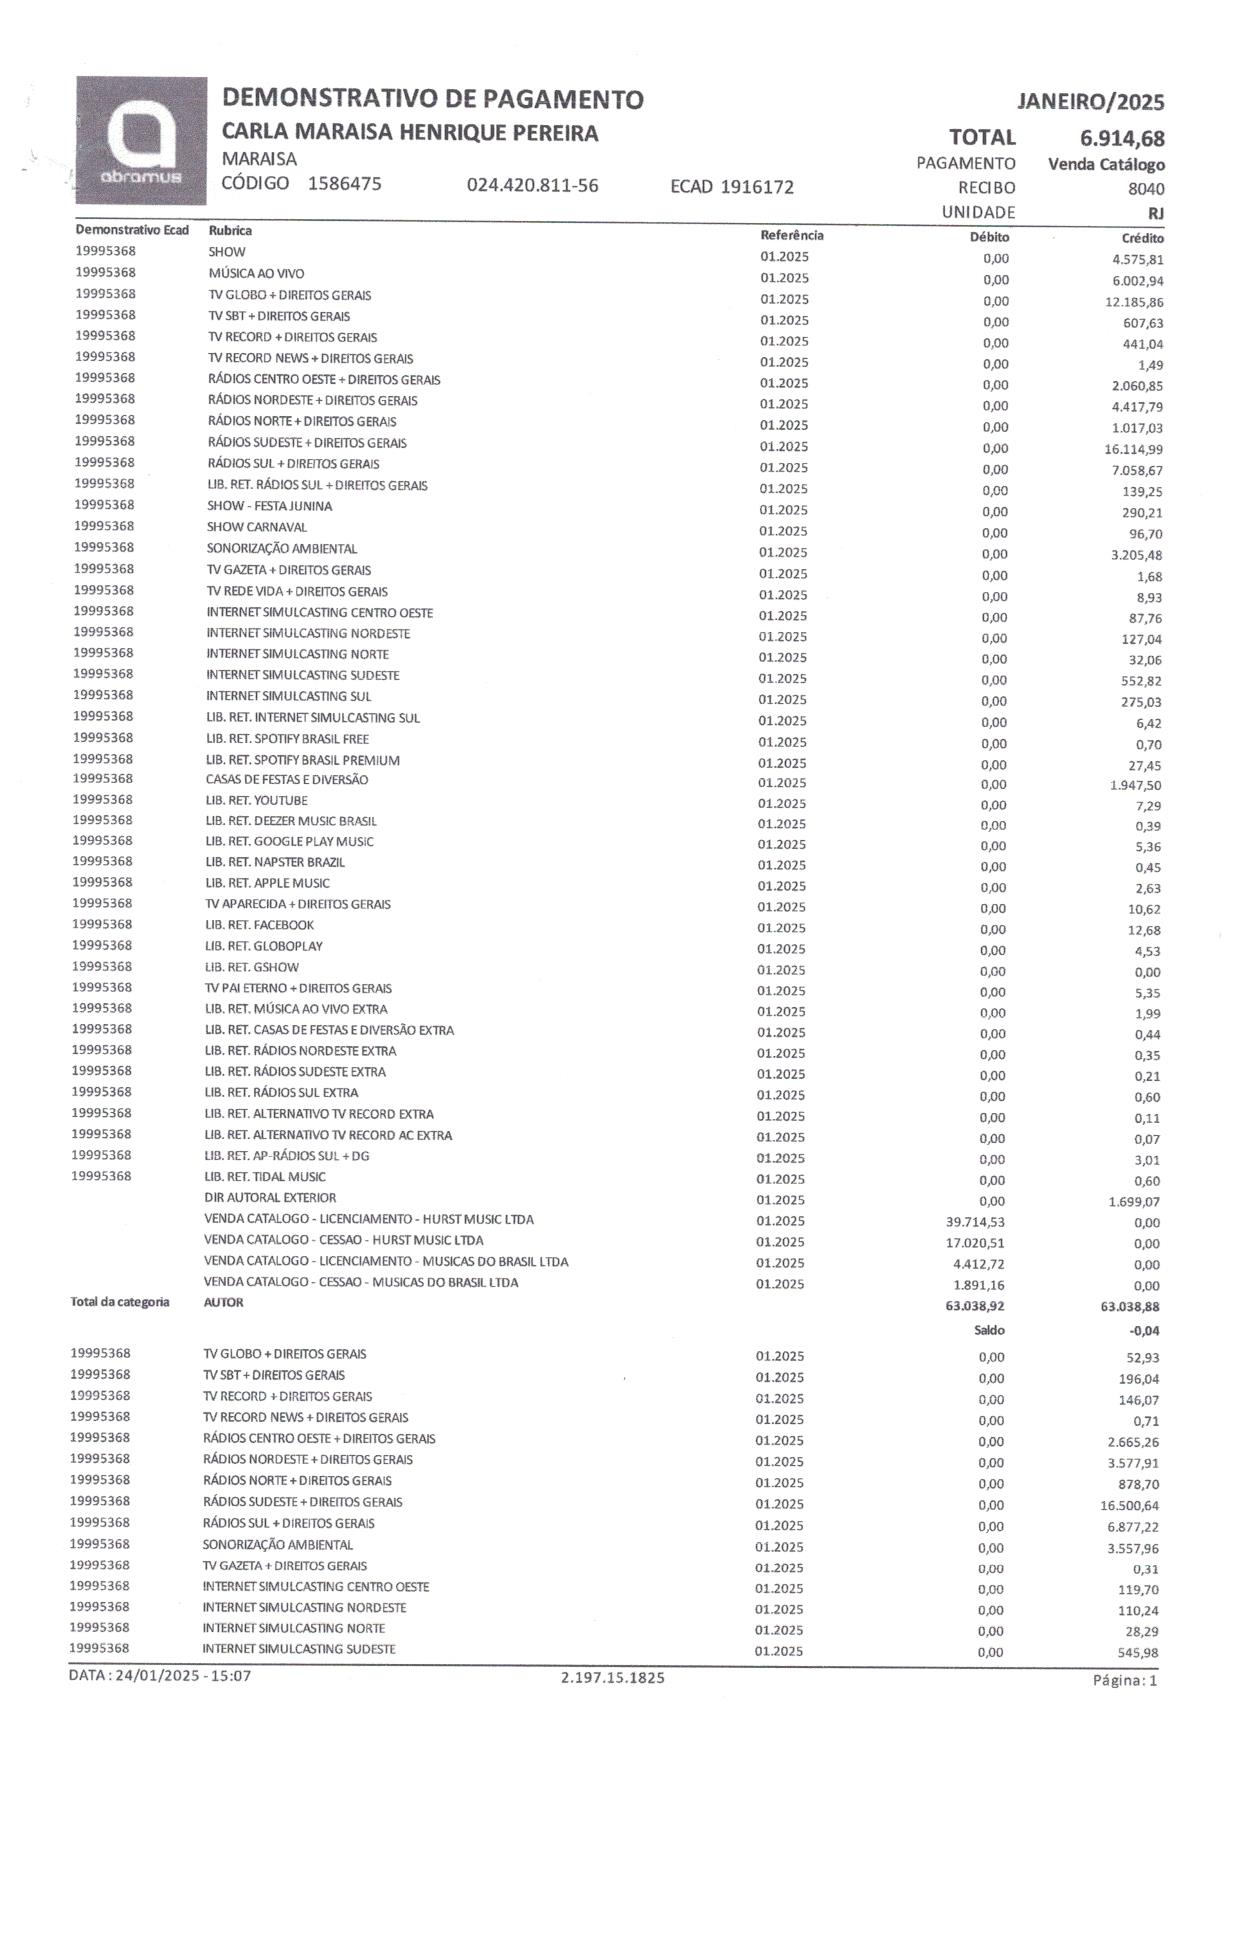 abramus
DEMONSTRATIVO DE PAGAMENTO JANEIRO/2025
CARLA MARAISA HENRIQUE PEREIRA TOTAL 6.914,68
MARAISA PAGAMENTO Venda Catálogo
CÓDIGO 1586475 024.420.811-56 ECAD 1916172 RECIBO 8040
UNIDADE RJ
Demonstrativo Ecad Rubrica Referência Débito Crédito
19995368 SHOW 01.2025 0,00 4.575,81
19995368 MÚSICA AO VIVO 01.2025 0,00 6.002,94
19995368 TV GLOBO + DIREITOS GERAIS 01.2025 0,00 12.185,86
19995368 TV SBT + DIREITOS GERAIS 01.2025 0,00 607,63
19995368 TV RECORD + DIREITOS GERAIS 01.2025 0,00 441,04
19995368 TV RECORD NEWS + DIREITOS GERAIS 01.2025 0,00 1,49
19995368 RÁDIOS CENTRO OESTE + DIREITOS GERAIS 01.2025 0,00 2.060,85
19995368 RÁDIOS NORDESTE + DIREITOS GERAIS 01.2025 0,00 4.417,79
19995368 RÁDIOS NORTE + DIREITOS GERAIS 01.2025 0,00 1.017,03
19995368 RÁDIOS SUDESTE + DIREITOS GERAIS 01.2025 0,00 16.114,99
19995368 RÁDIOS SUL + DIREITOS GERAIS 01.2025 0,00 7.058,67
19995368 LIB. RET. RÁDIOS SUL + DIREITOS GERAIS 01.2025 0,00 139,25
19995368 SHOW - FESTA JUNINA 01.2025 0,00 290,21
19995368 SHOW CARNAVAL 01.2025 0,00 96,70
19995368 SONORIZAÇÃO AMBIENTAL 01.2025 0,00 3.205,48
19995368 TV GAZETA + DIREITOS GERAIS 01.2025 0,00 1,68
19995368 TV REDE VIDA + DIREITOS GERAIS 01.2025 0,00 8,93
19995368 INTERNET SIMULCASTING CENTRO OESTE 01.2025 0,00 87,76
19995368 INTERNET SIMULCASTING NORDESTE 01.2025 0,00 127,04
19995368 INTERNET SIMULCASTING NORTE 01.2025 0,00 32,06
19995368 INTERNET SIMULCASTING SUDESTE 01.2025 0,00 552,82
19995368 INTERNET SIMULCASTING SUL 01.2025 0,00 275,03
19995368 LIB. RET. INTERNET SIMULCASTING SUL 01.2025 0,00 6,42
19995368 LIB. RET. SPOTIFY BRASIL FREE 01.2025 0,00 0,70
19995368 LIB. RET. SPOTIFY BRASIL PREMIUM 01.2025 0,00 27,45
19995368 CASAS DE FESTAS E DIVERSÃO 01.2025 0,00 1.947,50
19995368 LIB. RET. YOUTUBE 01.2025 0,00 7,29
19995368 LIB. RET. DEEZER MUSIC BRASIL 01.2025 0,00 0,39
19995368 LIB. RET. GOOGLE PLAY MUSIC 01.2025 0,00 5,36
19995368 LIB. RET. NAPSTER BRAZIL 01.2025 0,00 0,45
19995368 LIB. RET. APPLE MUSIC 01.2025 0,00 2,63
19995368 TV APARECIDA + DIREITOS GERAIS 01.2025 0,00 10,62
19995368 LIB. RET. FACEBOOK 01.2025 0,00 12,68
19995368 LIB. RET. GLOBOPLAY 01.2025 0,00 4,53
19995368 LIB. RET. GSHOW 01.2025 0,00 0,00
19995368 TV PAI ETERNO + DIREITOS GERAIS 01.2025 0,00 5,35
19995368 LIB. RET. MÚSICA AO VIVO EXTRA 01.2025 0,00 1,99
19995368 LIB. RET. CASAS DE FESTAS E DIVERSÃO EXTRA 01.2025 0,00 0,44
19995368 LIB. RET. RÁDIOS NORDESTE EXTRA 01.2025 0,00 0,35
19995368 LIB. RET. RÁDIOS SUDESTE EXTRA 01.2025 0,00 0,21
19995368 LIB. RET. RÁDIOS SUL EXTRA 01.2025 0,00 0,60
19995368 LIB. RET. ALTERNATIVO TV RECORD EXTRA 01.2025 0,00 0,11
19995368 LIB. RET. ALTERNATIVO TV RECORD AC EXTRA 01.2025 0,00 0,07
19995368 LIB. RET. AP-RÁDIOS SUL + DG 01.2025 0,00 3,01
19995368 LIB. RET. TIDAL MUSIC 01.2025 0,00 0,60
DIR AUTORAL EXTERIOR 01.2025 0,00 1.699,07
VENDA CATALOGO - LICENCIAMENTO - HURST MUSIC LTDA 01.2025 39.714,53 0,00
VENDA CATALOGO - CESSAO - HURST MUSIC LTDA 01.2025 17.020,51 0,00
VENDA CATALOGO - LICENCIAMENTO - MUSICAS DO BRASIL LTDA 01.2025 4.412,72 0,00
VENDA CATALOGO - CESSAO - MUSICAS DO BRASIL LTDA 01.2025 1.891,16 0,00
Total da categoria AUTOR 63.038,92 63.038,88
Saldo -0,04
19995368 TV GLOBO + DIREITOS GERAIS 01.2025 0,00 52,93
19995368 TV SBT + DIREITOS GERAIS 01.2025 0,00 196,04
19995368 TV RECORD + DIREITOS GERAIS 01.2025 0,00 146,07
19995368 TV RECORD NEWS + DIREITOS GERAIS 01.2025 0,00 0,71
19995368 RÁDIOS CENTRO OESTE + DIREITOS GERAIS 01.2025 0,00 2.665,26
19995368 RÁDIOS NORDESTE + DIREITOS GERAIS 01.2025 0,00 3.577,91
19995368 RÁDIOS NORTE + DIREITOS GERAIS 01.2025 0,00 878,70
19995368 RÁDIOS SUDESTE + DIREITOS GERAIS 01.2025 0,00 16.500,64
19995368 RÁDIOS SUL + DIREITOS GERAIS 01.2025 0,00 6.877,22
19995368 SONORIZAÇÃO AMBIENTAL 01.2025 0,00 3.557,96
19995368 TV GAZETA + DIREITOS GERAIS 01.2025 0,00 0,31
19995368 INTERNET SIMULCASTING CENTRO OESTE 01.2025 0,00 119,70
19995368 INTERNET SIMULCASTING NORDESTE 01.2025 0,00 110,24
19995368 INTERNET SIMULCASTING NORTE 01.2025 0,00 28,29
19995368 INTERNET SIMULCASTING SUDESTE 01.2025 0,00 545,98
DATA : 24/01/2025 - 15:07 2.197.15.1825 Página: 1